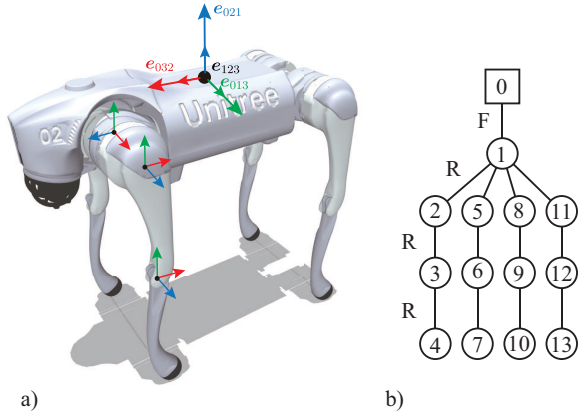 e₀₂₁
e₀₃₂
e₁₂₃
e₀₁₃
02
Unitree
a)
0
F
1
R
2 5 8 11
R
3 6 9 12
R
4 7 10 13
b)